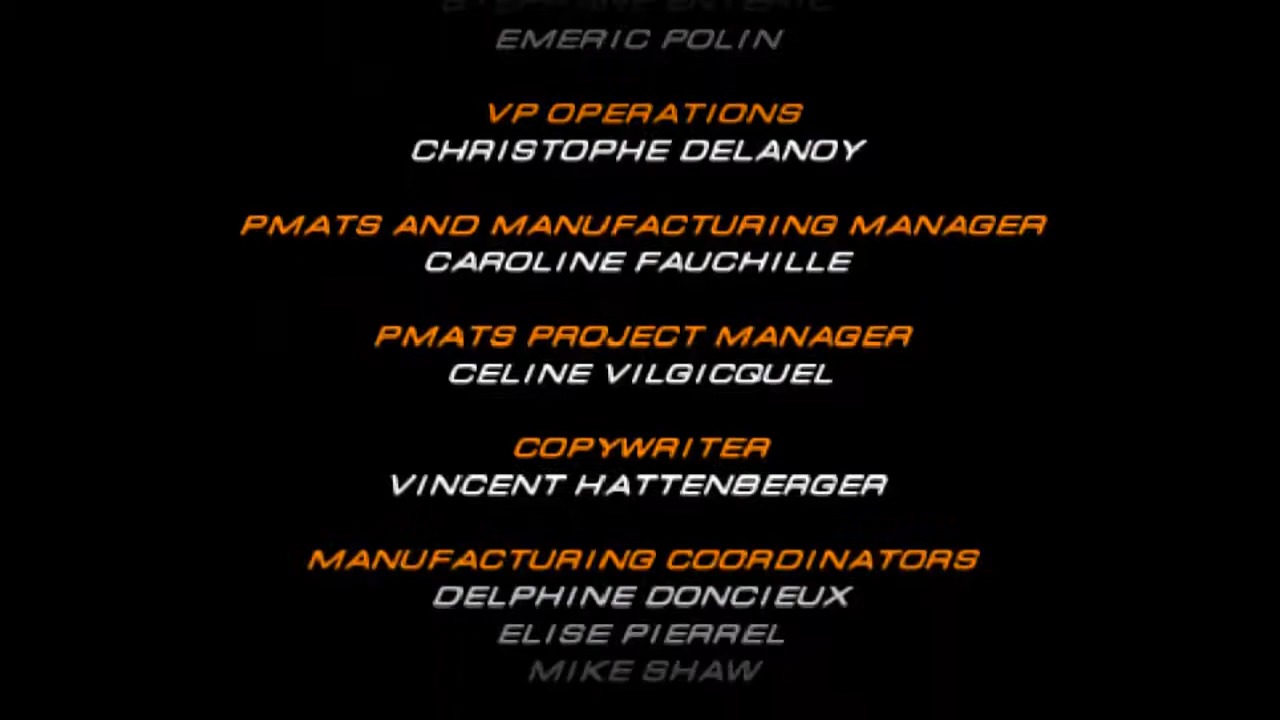 EMERIC POLIN
VP OPERATIONS
CHRISTOPHE DELANOY
PMATS AND MANUFACTURING MANAGER
CAROLINE FAUCHILLE
PMATS PROJECT MANAGER
CELINE VILGICQUEL
COPYWRITER
VINCENT HATTENBERGER
MANUFACTURING COORDINATORS
DELPHINE DONCIEUX
ELISE PIERREL
MIKE SHAW